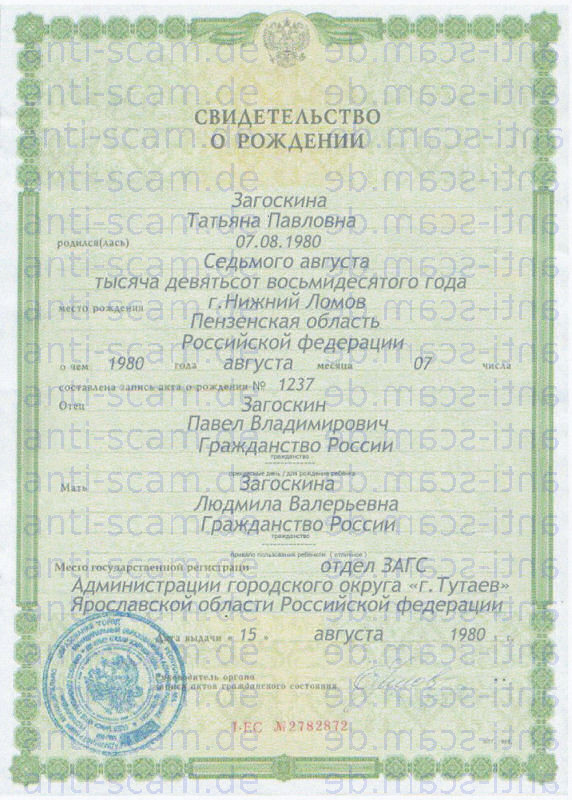 anti-scam.de
СВИДЕТЕЛЬСТВО
О РОЖДЕНИИ
Загоскина
Татьяна Павловна
родился(лась) 07.08.1980
Седьмого августа
тысяча девятьсот восьмидесятого года
место рождения г.Нижний Ломов
Пензенская область
Российской федерации
о чем 1980 года августа месяца 07 числа
составлена запись акта о рождении № 1237
Отец Загоскин
Павел Владимирович
Гражданство России
гражданство
Мать Загоскина
Людмила Валерьевна
Гражданство России
гражданство
Место государственной регистраци отдел ЗАГС
Администрации городского округа «г.Тутаев»
Ярославской области Российской федерации
Дата выдачи « 15 » августа 1980 г.
Руководитель органа
записи актов гражданского состояния
I-ЕС №2782872